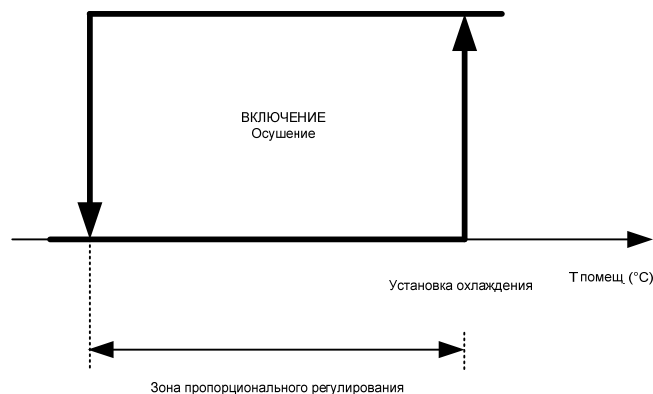 ВКЛЮЧЕНИЕ
Осушение
Т помещ. (°C)
Установка охлаждения
Зона пропорционального регулирования